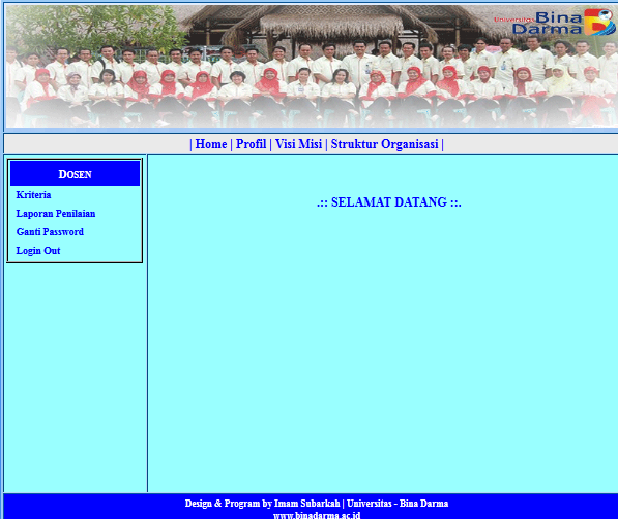 Universitas Bina
Darma
| Home | Profil | Visi Misi | Struktur Organisasi |
DOSEN
Kriteria
Laporan Penilaian
Ganti Password
Login Out
.:: SELAMAT DATANG ::.
Design & Program by Imam Subarkah | Universitas – Bina Darma
www.binadarma.ac.id